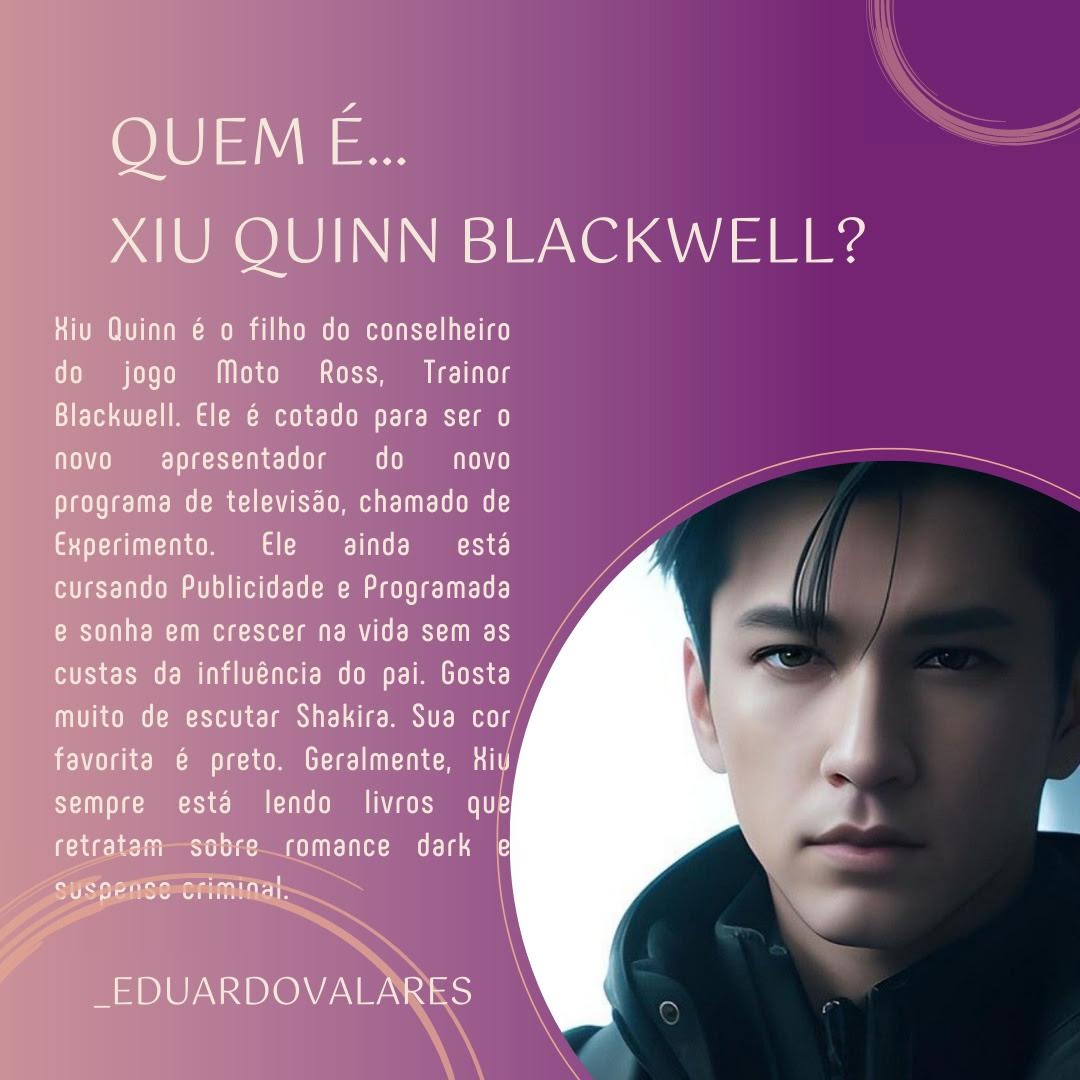 QUEM É...
XIU QUINN BLACKWELL?
Xiu Quinn é o filho do conselheiro
do jogo Moto Ross, Trainor
Blackwell. Ele é cotado para ser o
novo apresentador do novo
programa de televisão, chamado de
Experimento. Ele ainda está
cursando Publicidade e Programada
e sonha em crescer na vida sem as
custas da influência do pai. Gosta
muito de escutar Shakira. Sua cor
favorita é preto. Geralmente, Xiu
sempre está lendo livros que
retratam sobre romance dark e
suspense criminal.
_EDUARDOVALARES